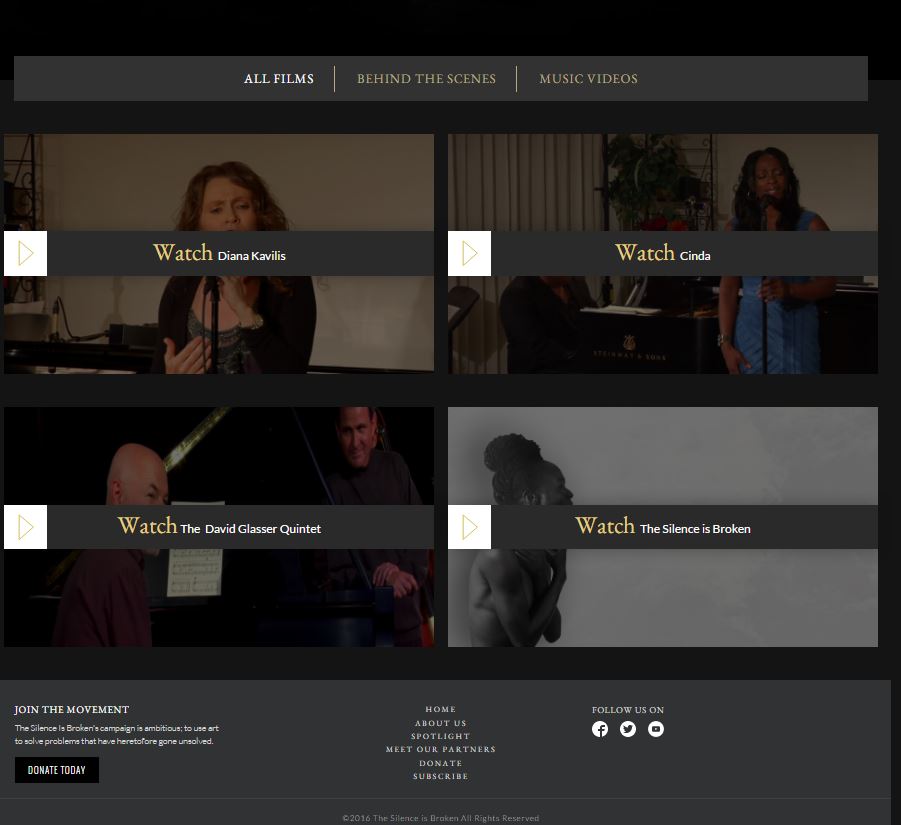 ALL FILMS BEHIND THE SCENES MUSIC VIDEOS
Watch Diana Kavilis
Watch Cinda
STEINWAY & SONS
Watch The David Glasser Quintet
Watch The Silence is Broken
JOIN THE MOVEMENT
The Silence Is Broken's campaign is ambitious; to use art
to solve problems that have heretofore gone unsolved.
DONATE TODAY
HOME
ABOUT US
SPOTLIGHT
MEET OUR PARTNERS
DONATE
SUBSCRIBE
FOLLOW US ON
©2016 The Silence is Broken All Rights Reserved